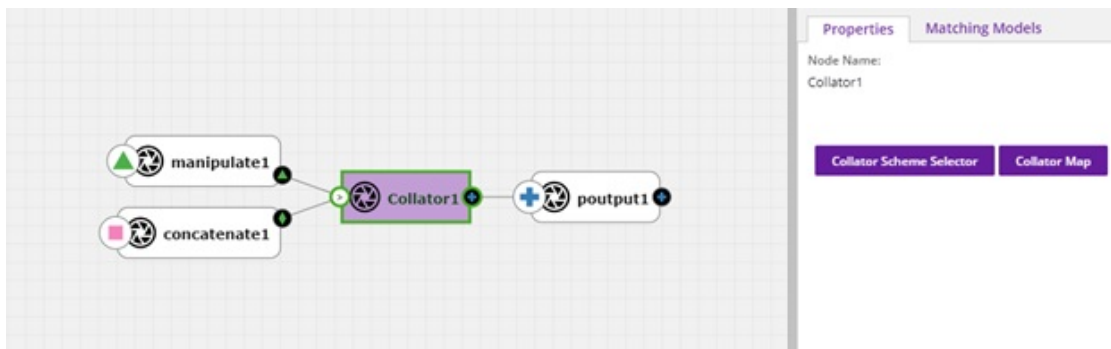 manipulate1
concatenate1
Collator1
poutput1
Properties
Matching Models
Node Name:
Collator1
Collator Scheme Selector
Collator Map